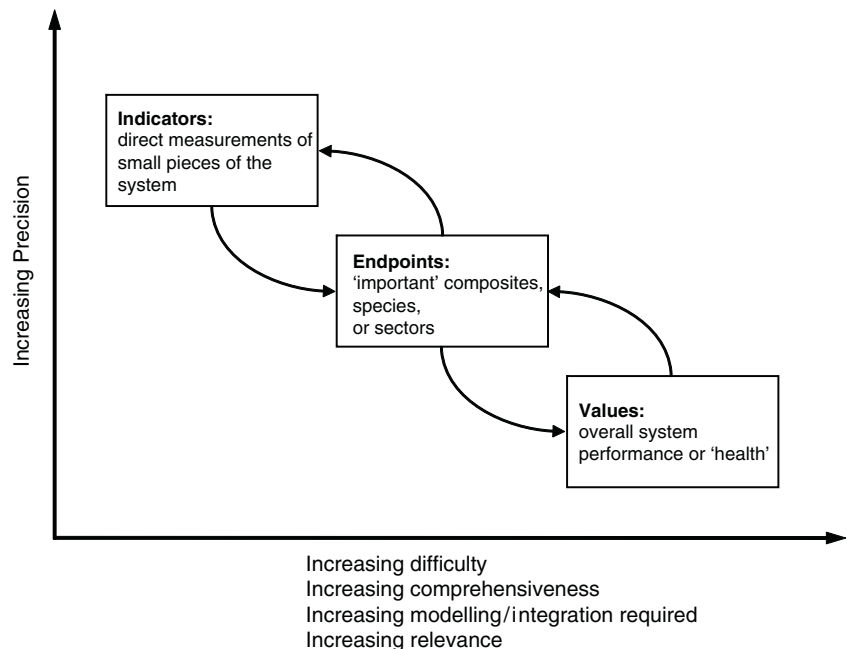 Increasing Precision
Indicators:
direct measurements of
small pieces of the
system
Endpoints:
‘important’ composites,
species,
or sectors
Values:
overall system
performance or ‘health’
Increasing difficulty
Increasing comprehensiveness
Increasing modelling/integration required
Increasing relevance